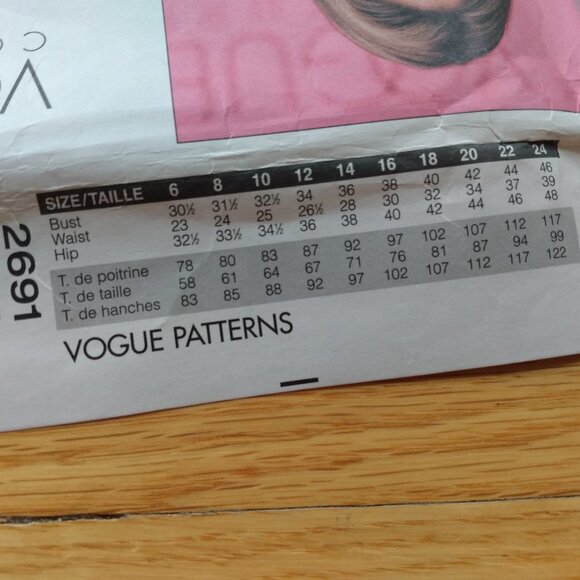 SIZE/TAILLE 6 8 10 12 14 16 18 20 22 24
Bust 30½ 31½ 32½ 34 36 38 40 42 44 46
Waist 23 24 25 26½ 28 30 32 34 37 39
Hip 32½ 33½ 34½ 36 38 40 42 44 46 48
T. de poitrine 78 80 83 87 92 97 102 107 112 117
T. de taille 58 61 64 67 71 76 81 87 94 99
T. de hanches 83 85 88 92 97 102 107 112 117 122
2691
VOGUE PATTERNS